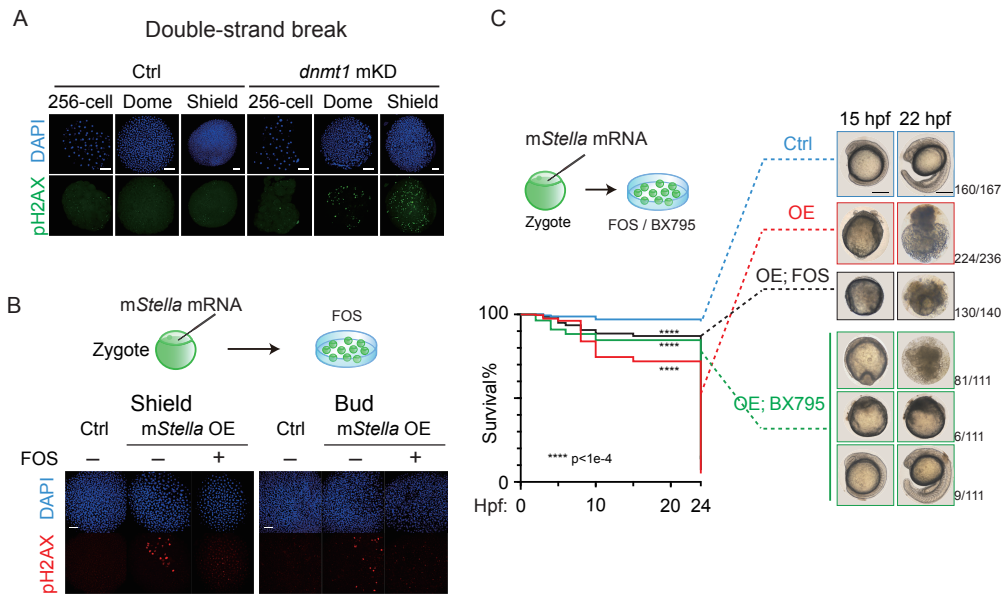 A
Double-strand break
Ctrl
dnmt1 mKD
256-cell Dome Shield 256-cell Dome Shield
DAPI
pH2AX
B
mStella mRNA
Zygote
FOS
Shield
Bud
Ctrl mStella OE Ctrl mStella OE
FOS – – + – – +
DAPI
pH2AX
C
mStella mRNA
Zygote
FOS / BX795
15 hpf 22 hpf
Ctrl
160/167
OE
224/236
OE; FOS
130/140
OE; BX795
81/111
6/111
9/111
Survival%
100
0
****
****
****
**** p<1e-4
Hpf: 0 10 20 24